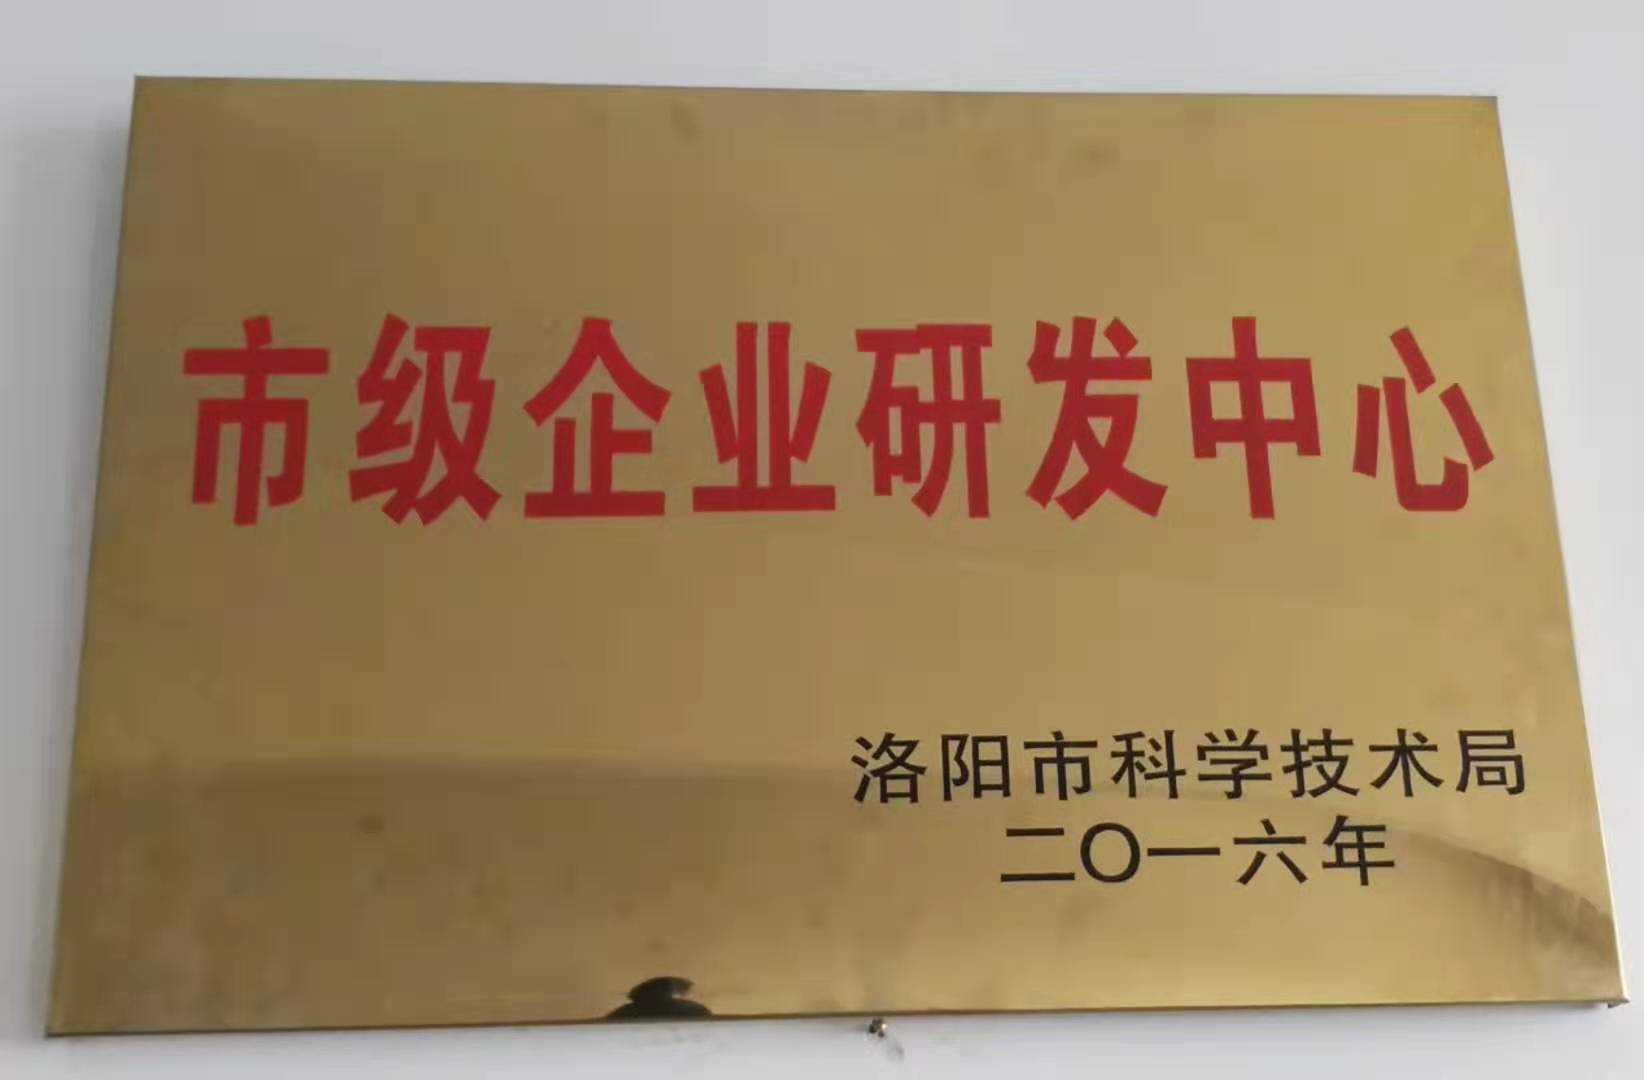 市级企业研发中心
洛阳市科学技术局
二〇一六年